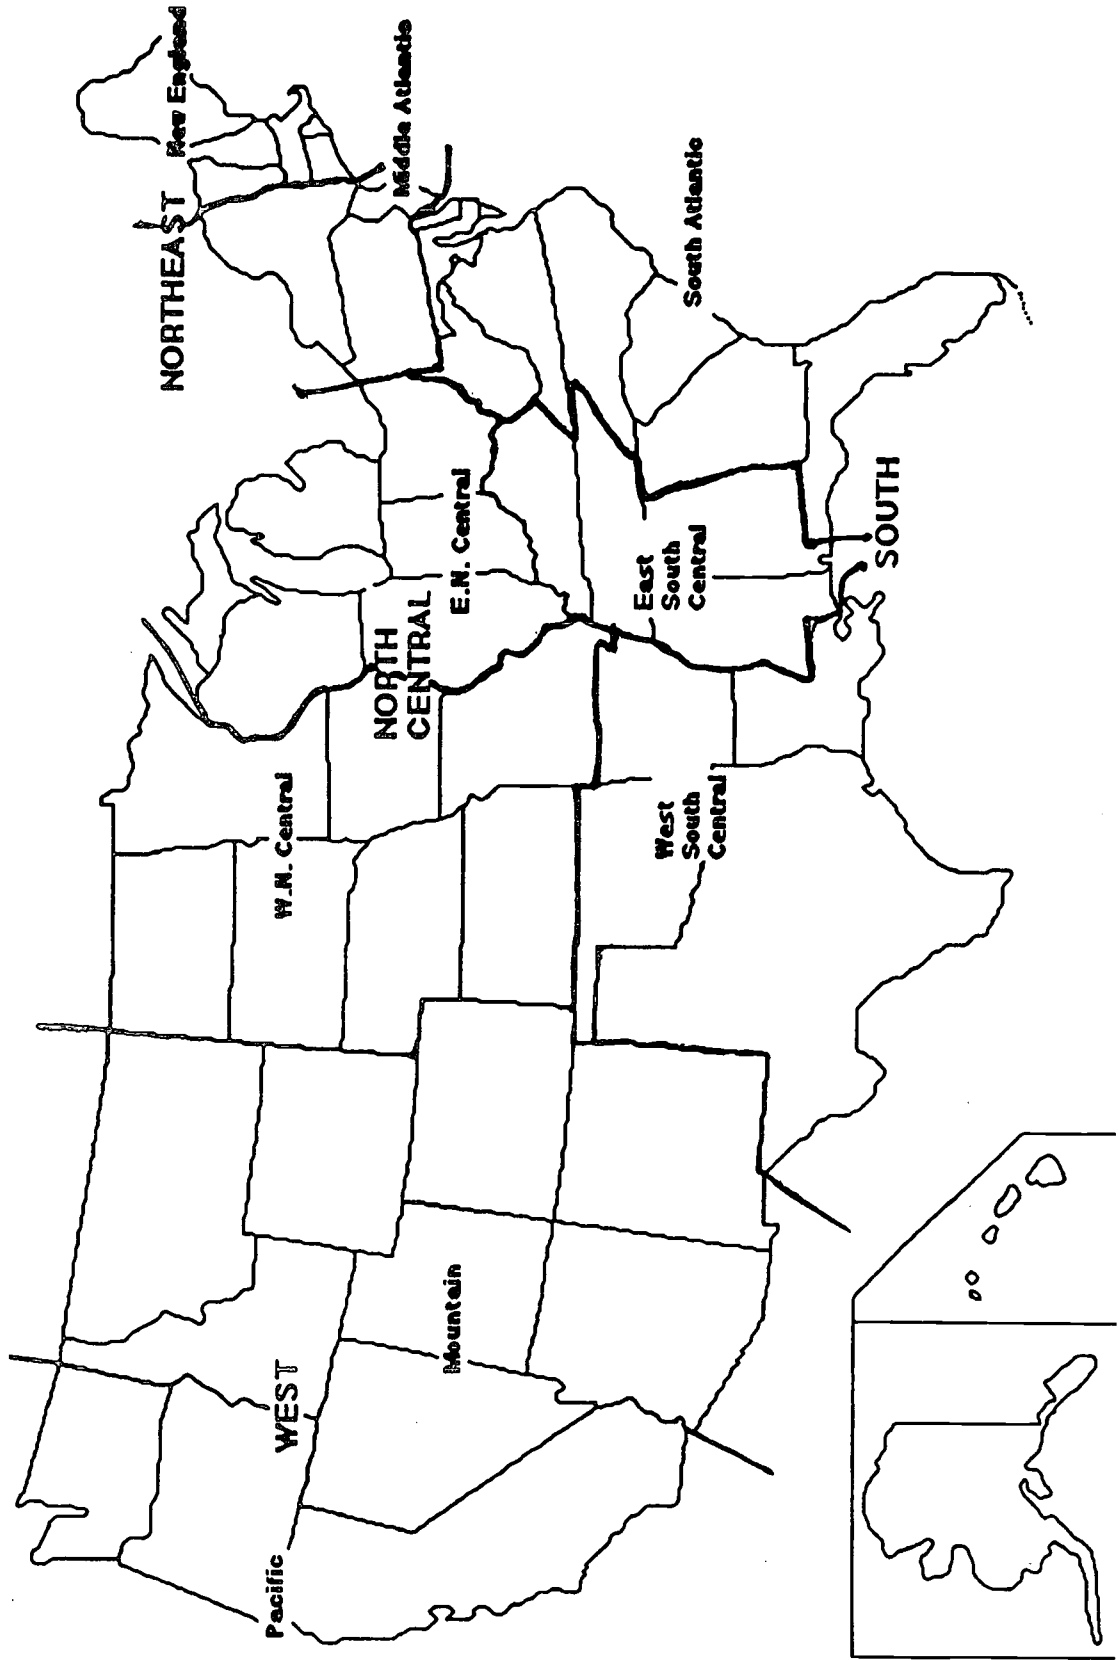 WEST
Pacific
Mountain
NORTH
CENTRAL
W.N. Central
E.N. Central
NORTHEAST
New England
Middle Atlantic
SOUTH
West
South
Central
East
South
Central
South Atlantic